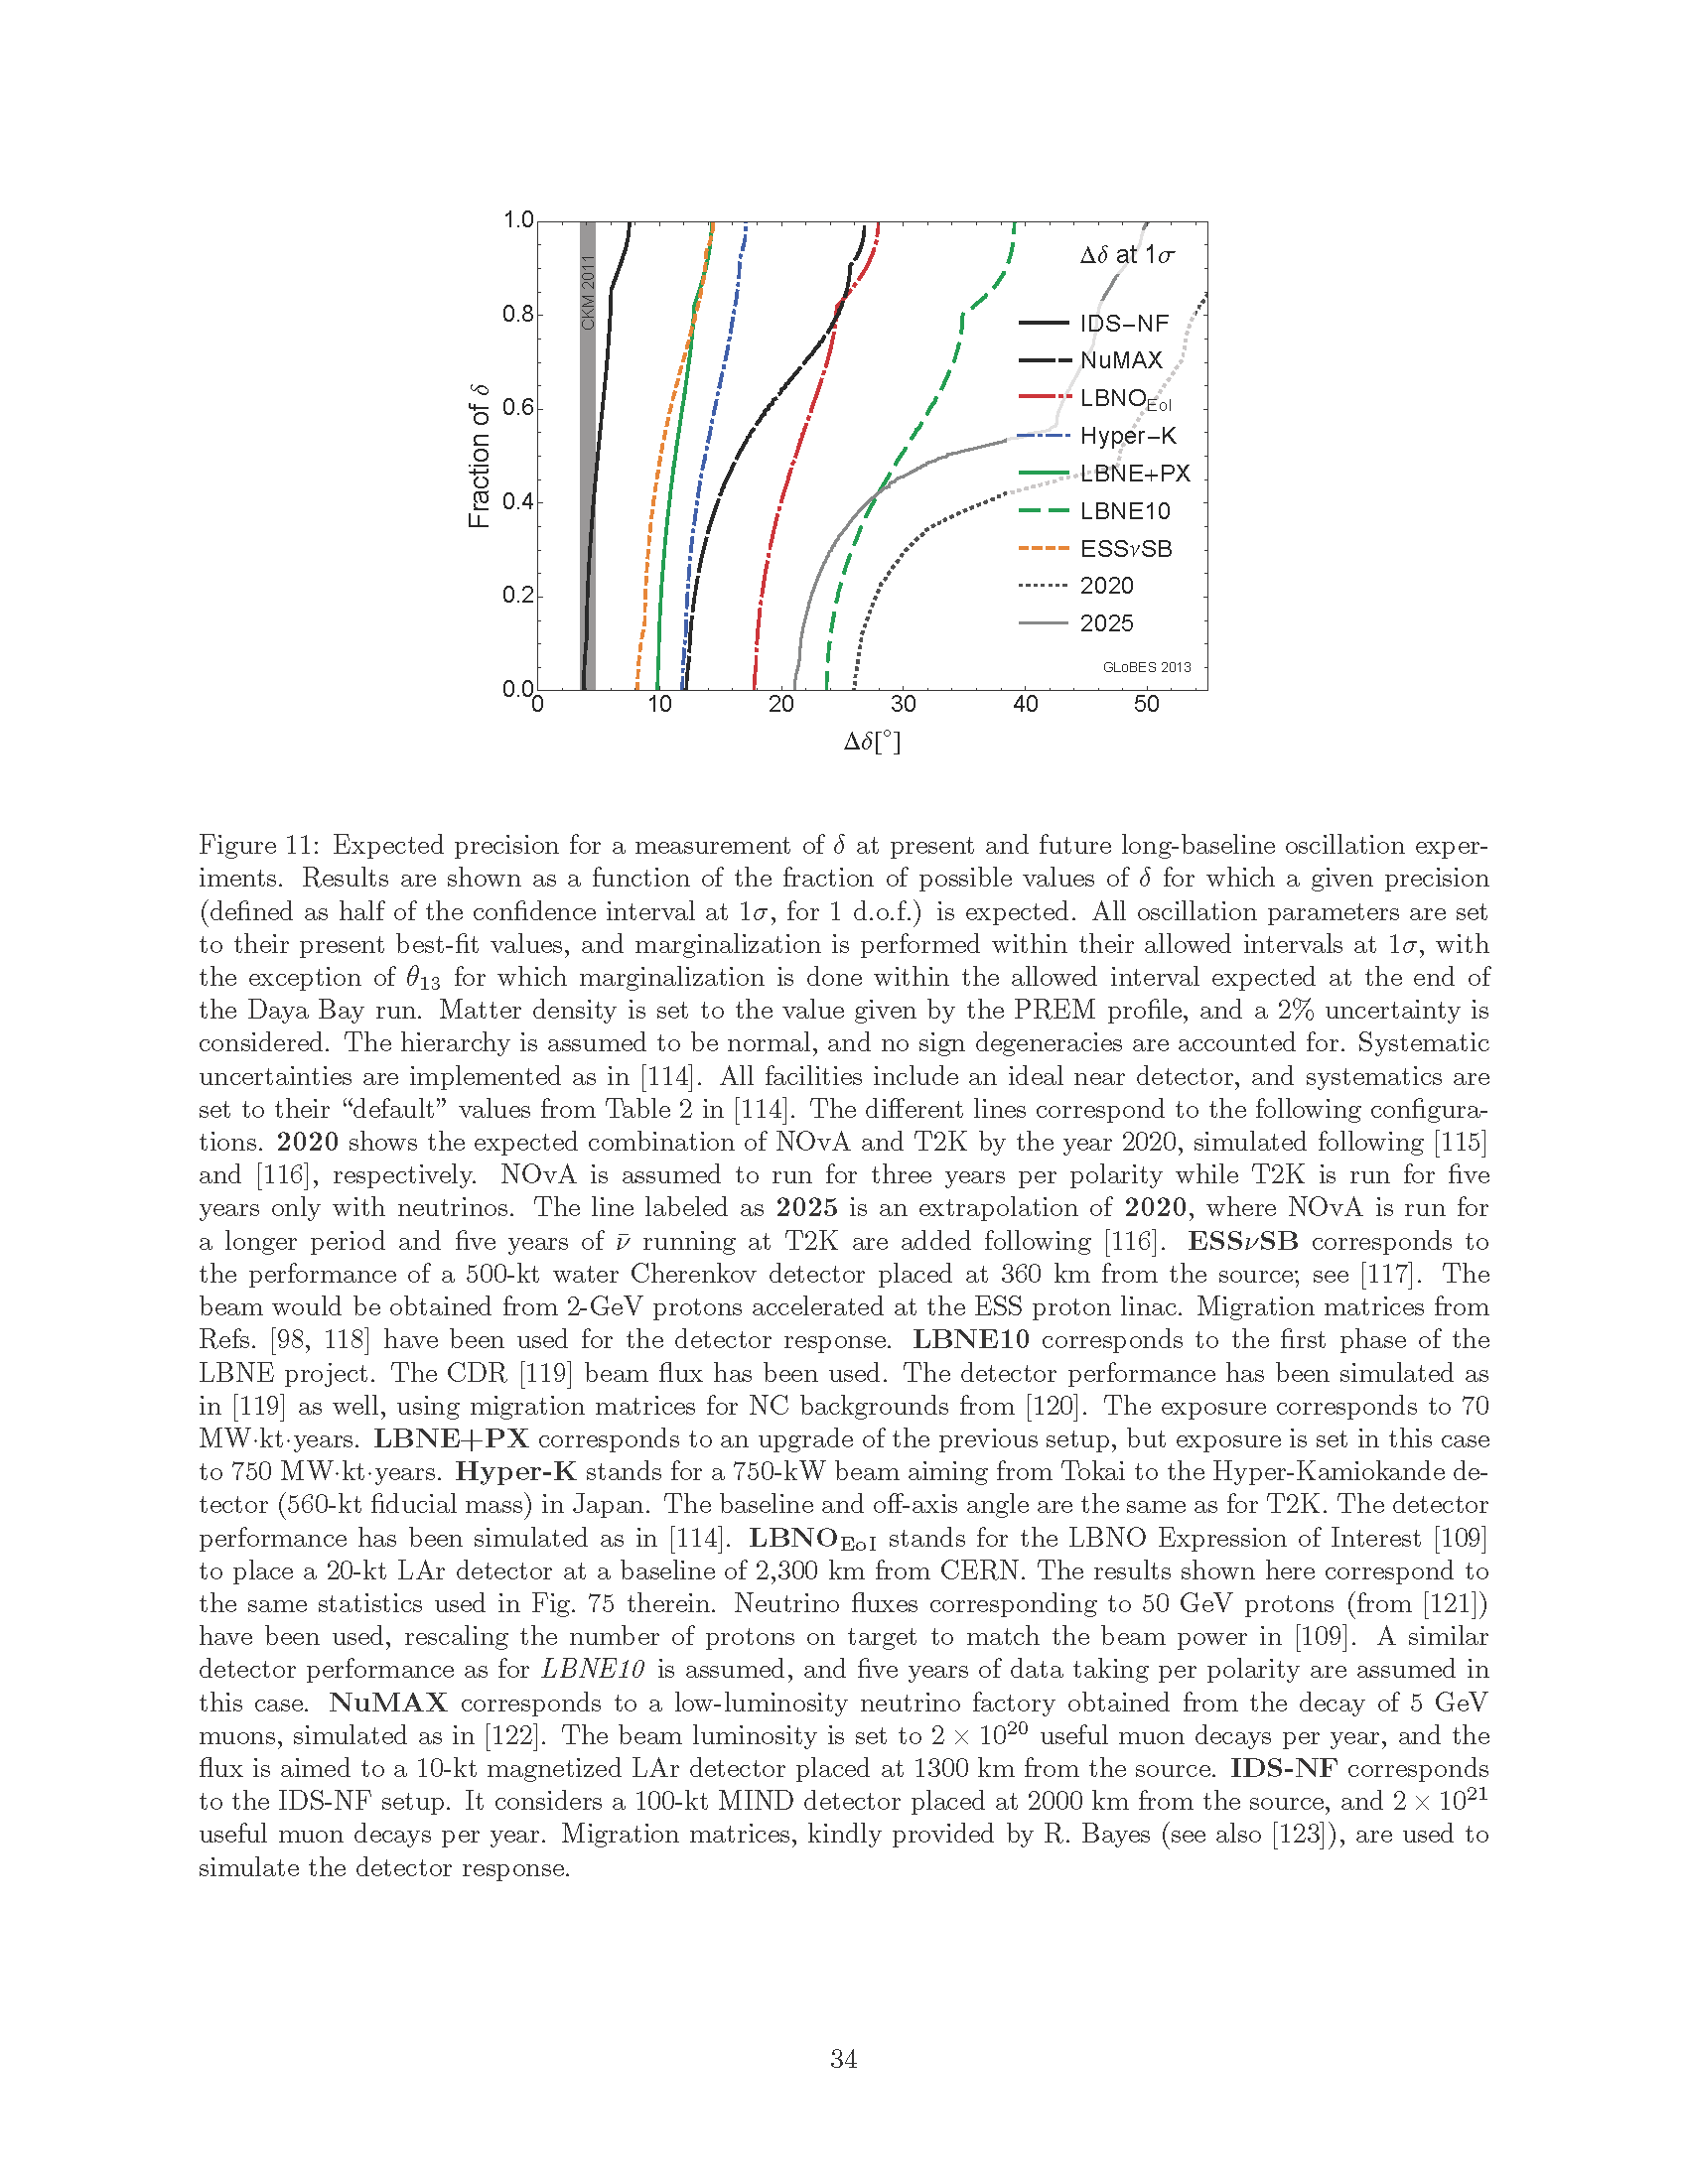 1.0
0.8
0.6
0.4
0.2
0.0
Fraction of δ
CKM 2011
Δδ at 1σ
IDS−NF
NuMAX
LBNO_EoI
Hyper−K
LBNE+PX
LBNE10
ESSνSB
2020
2025
GLoBES 2013
0 10 20 30 40 50
Δδ[°]
Figure 11: Expected precision for a measurement of δ at present and future long-baseline oscillation exper-
iments. Results are shown as a function of the fraction of possible values of δ for which a given precision
(defined as half of the confidence interval at 1σ, for 1 d.o.f.) is expected. All oscillation parameters are set
to their present best-fit values, and marginalization is performed within their allowed intervals at 1σ, with
the exception of θ₁₃ for which marginalization is done within the allowed interval expected at the end of
the Daya Bay run. Matter density is set to the value given by the PREM profile, and a 2% uncertainty is
considered. The hierarchy is assumed to be normal, and no sign degeneracies are accounted for. Systematic
uncertainties are implemented as in [114]. All facilities include an ideal near detector, and systematics are
set to their “default” values from Table 2 in [114]. The different lines correspond to the following configura-
tions. 2020 shows the expected combination of NOvA and T2K by the year 2020, simulated following [115]
and [116], respectively. NOvA is assumed to run for three years per polarity while T2K is run for five
years only with neutrinos. The line labeled as 2025 is an extrapolation of 2020, where NOvA is run for
a longer period and five years of ν̄ running at T2K are added following [116]. ESSνSB corresponds to
the performance of a 500-kt water Cherenkov detector placed at 360 km from the source; see [117]. The
beam would be obtained from 2-GeV protons accelerated at the ESS proton linac. Migration matrices from
Refs. [98, 118] have been used for the detector response. LBNE10 corresponds to the first phase of the
LBNE project. The CDR [119] beam flux has been used. The detector performance has been simulated as
in [119] as well, using migration matrices for NC backgrounds from [120]. The exposure corresponds to 70
MW·kt·years. LBNE+PX corresponds to an upgrade of the previous setup, but exposure is set in this case
to 750 MW·kt·years. Hyper-K stands for a 750-kW beam aiming from Tokai to the Hyper-Kamiokande de-
tector (560-kt fiducial mass) in Japan. The baseline and off-axis angle are the same as for T2K. The detector
performance has been simulated as in [114]. LBNO_EoI stands for the LBNO Expression of Interest [109]
to place a 20-kt LAr detector at a baseline of 2,300 km from CERN. The results shown here correspond to
the same statistics used in Fig. 75 therein. Neutrino fluxes corresponding to 50 GeV protons (from [121])
have been used, rescaling the number of protons on target to match the beam power in [109]. A similar
detector performance as for LBNE10 is assumed, and five years of data taking per polarity are assumed in
this case. NuMAX corresponds to a low-luminosity neutrino factory obtained from the decay of 5 GeV
muons, simulated as in [122]. The beam luminosity is set to 2 × 10²⁰ useful muon decays per year, and the
flux is aimed to a 10-kt magnetized LAr detector placed at 1300 km from the source. IDS-NF corresponds
to the IDS-NF setup. It considers a 100-kt MIND detector placed at 2000 km from the source, and 2 × 10²¹
useful muon decays per year. Migration matrices, kindly provided by R. Bayes (see also [123]), are used to
simulate the detector response.
34